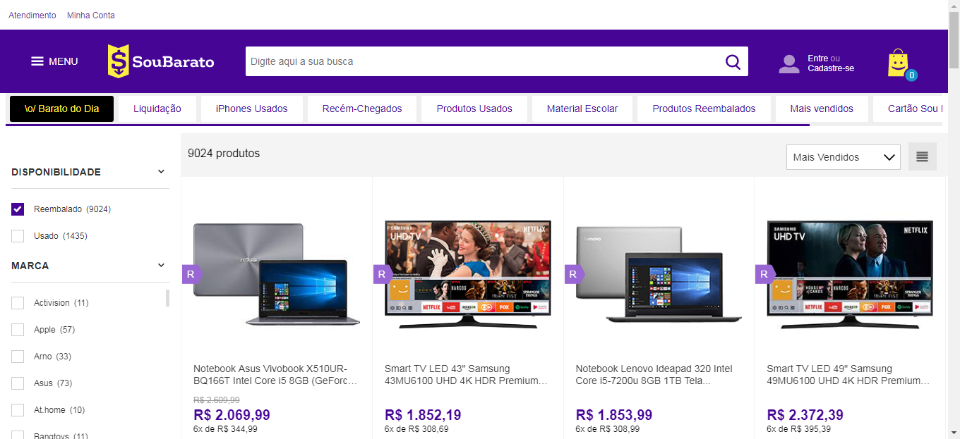 Atendimento Minha Conta
MENU SouBarato Digite aqui a sua busca Entre ou
Cadastre-se
0
\o/ Barato do Dia Liquidação iPhones Usados Recém-Chegados Produtos Usados Material Escolar Produtos Reembalados Mais vendidos Cartão Sou
9024 produtos
Mais Vendidos
DISPONIBILIDADE
Reembalado (9024)
Usado (1435)
MARCA
Activision (11)
Apple (57)
Arno (33)
Asus (73)
At.home (10)
Bangtoys (11)
R R R R
SAMSUNG
UHD TV
NETFLIX
lenovo
SAMSUNG
UHD TV
NETFLIX
Notebook Asus Vivobook X510UR-
BQ166T Intel Core i5 8GB (GeForc...
R$ 2.699,99
R$ 2.069,99
6x de R$ 344,99
Smart TV LED 43" Samsung
43MU6100 UHD 4K HDR Premium...
R$ 1.852,19
6x de R$ 308,69
Notebook Lenovo Ideapad 320 Intel
Core i5-7200u 8GB 1TB Tela...
R$ 1.853,99
6x de R$ 308,99
Smart TV LED 49" Samsung
49MU6100 UHD 4K HDR Premium...
R$ 2.372,39
6x de R$ 395,39